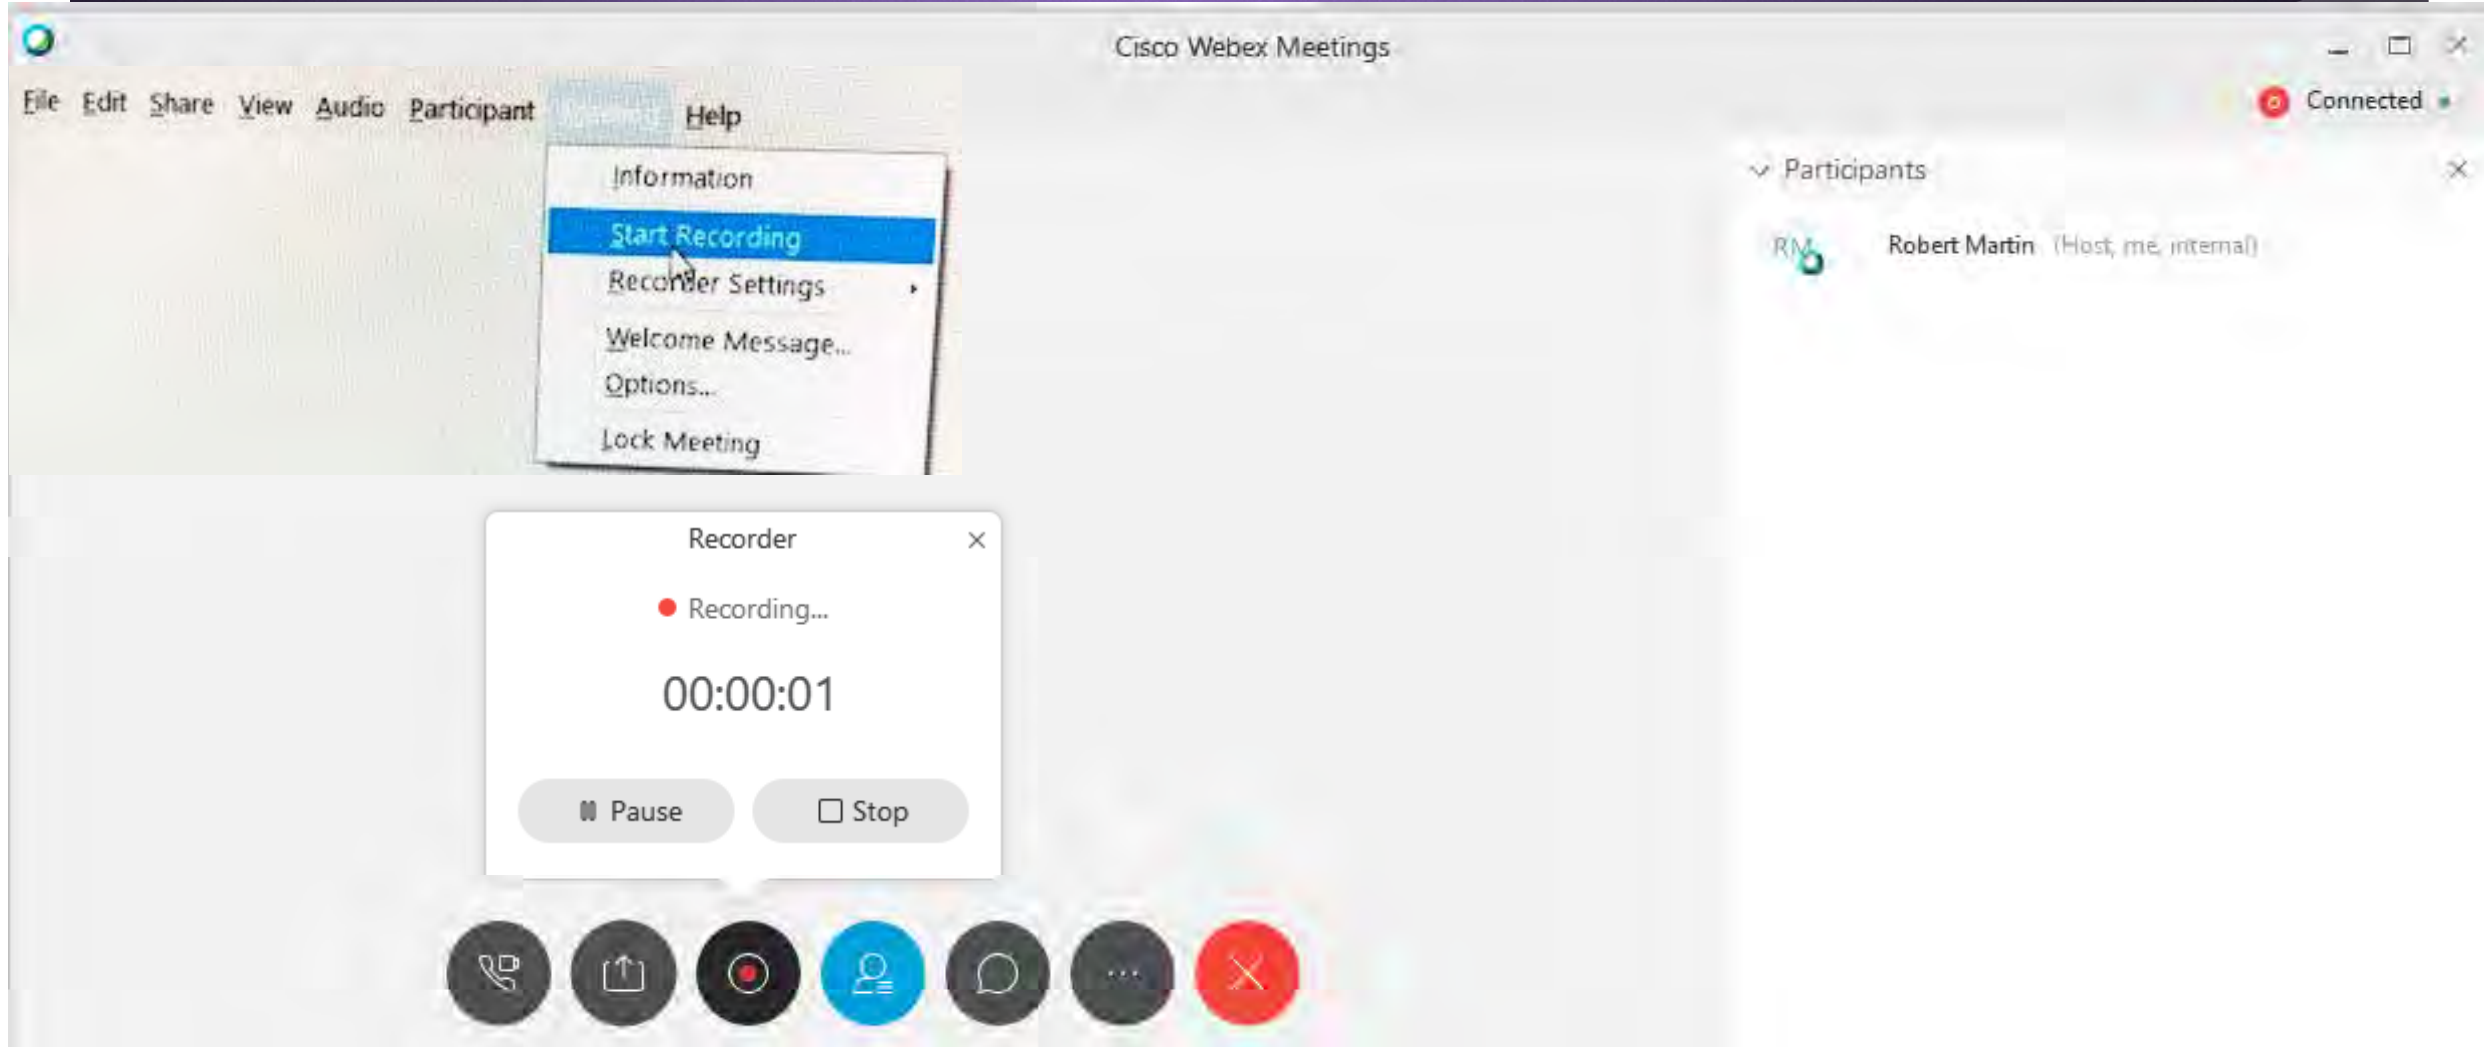 Cisco Webex Meetings
File Edit Share View Audio Participant Help
Connected
Information
Start Recording
Recorder Settings
Welcome Message...
Options...
Lock Meeting
Participants
RM Robert Martin (Host, me, internal)
Recorder
Recording...
00:00:01
Pause Stop